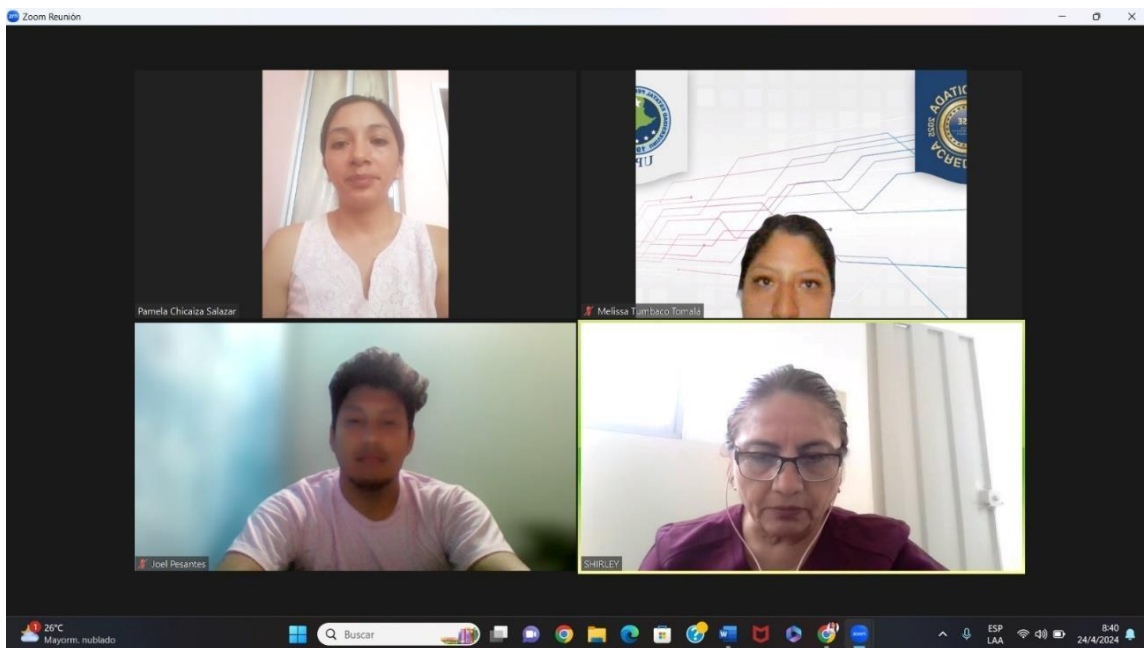 Zoom Reunión
Pamela Chicaiza Salazar
Melissa Tumbaco Tomalá
Joel Pesantes
SHIRLEY
1
26°C
Mayorm. nublado
Buscar
ESP
LAA
8:40
24/4/2024